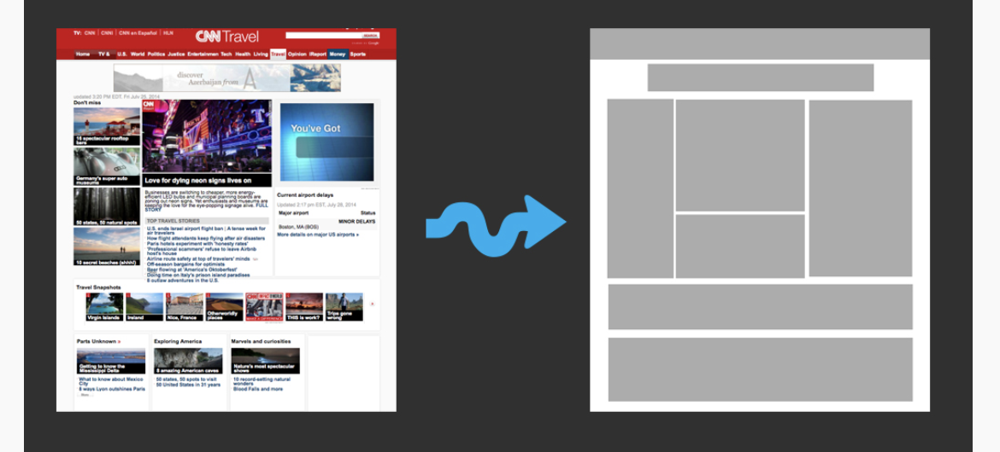 TV: CNN | CNNi | CNN en Español | HLN
CNN Travel
SEARCH
Home TV & U.S. World Politics Justice Entertainmen Tech Health Living Travel Opinion iReport Money Sports
discover
Azerbaijan from
updated 3:20 PM EDT, Fri July 25, 2014
Don't miss
16 spectacular rooftop
bars
Germany's super auto
museums
50 states, 50 natural spots
10 secret beaches (shhh!)
CNN
Love for dying neon signs lives on
Businesses are switching to cheaper, more energy-
efficient LED bulbs and municipal planning boards are
zoning out neon signs. Yet enthusiasts and museums are
keeping the love for the eye-popping signage alive. FULL
STORY
TOP TRAVEL STORIES
U.S. ends Israel airport flight ban | A tense week for
air travelers
How flight attendants keep flying after air disasters
Paris hotels experiment with 'honesty rates'
'Professional scammers' refuse to leave Airbnb
host's house
Airline route safety at top of travelers' minds
Off-season bargains for optimists
Beer flowing at 'America's Oktoberfest'
Doing time on Italy's prison island paradises
8 outlaw adventures in the U.S.
You've Got
Current airport delays
Updated 2:17 pm EST, July 28, 2014
Major airport Status
MINOR DELAYS
Boston, MA (BOS)
More details on major US airports »
Travel Snapshots
Virgin Islands
Ireland
Nice, France
Otherworldly
places
CNN IMPACT YOUR WORLD
MAKE A DIFFERENCE
THIS is work?
Trips gone
wrong
Parts Unknown »
Getting to know the
Mississippi Delta
What to know about Mexico
City
8 ways Lyon outshines Paris
Exploring America
8 amazing American caves
50 states, 50 spots to visit
50 United States in 31 years
Marvels and curiosities
Nature's most spectacular
shows
10 record-setting natural
wonders
Blood Falls and more